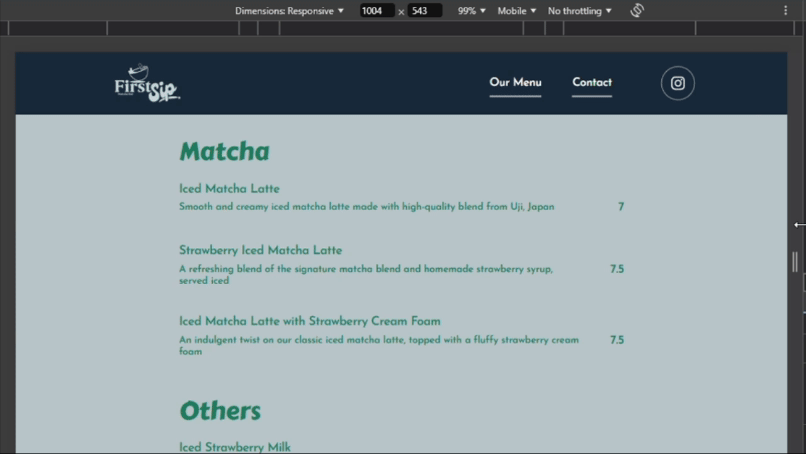 Dimensions: Responsive 1004 × 543 99% Mobile No throttling
First Sip Our Menu Contact
Matcha
Iced Matcha Latte
Smooth and creamy iced matcha latte made with high-quality blend from Uji, Japan 7
Strawberry Iced Matcha Latte
A refreshing blend of the signature matcha blend and homemade strawberry syrup, 7.5
served iced
Iced Matcha Latte with Strawberry Cream Foam
An indulgent twist on our classic iced matcha latte, topped with a fluffy strawberry cream 7.5
foam
Others
Iced Strawberry Milk